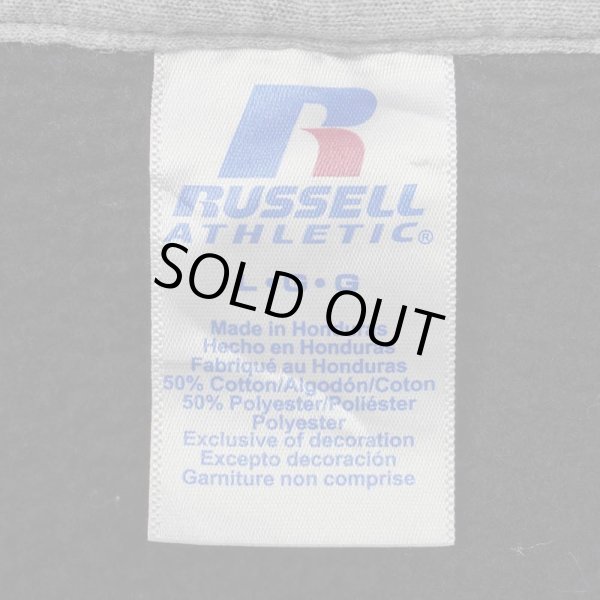 RUSSELL
ATHLETIC®
L • G • G
SOLD OUT
Made in Honduras
Hecho en Honduras
Fabriqué au Honduras
50% Cotton/Algodón/Coton
50% Polyester/Poliéster
Polyester
Exclusive of decoration
Excepto decoración
Garniture non comprise